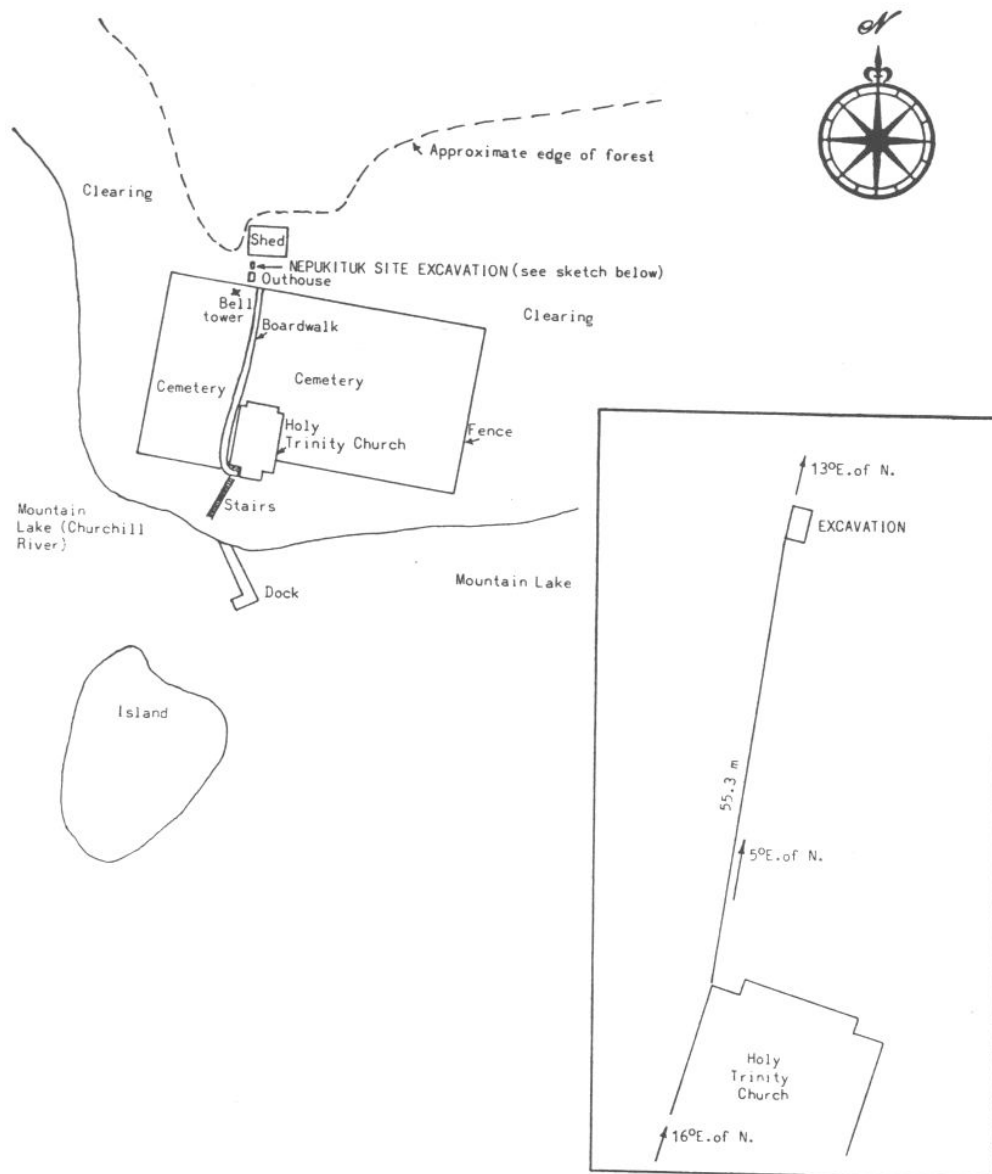 N
Approximate edge of forest
Clearing
Shed
NEPUKITUK SITE EXCAVATION (see sketch below)
Outhouse
Bell
tower
Clearing
Boardwalk
Cemetery
Cemetery
Holy
Trinity Church
Fence
Stairs
Mountain
Lake (Churchill
River)
Mountain Lake
Dock
Island
13°E.of N.
EXCAVATION
55.3 m
5°E.of N.
Holy
Trinity
Church
16°E.of N.